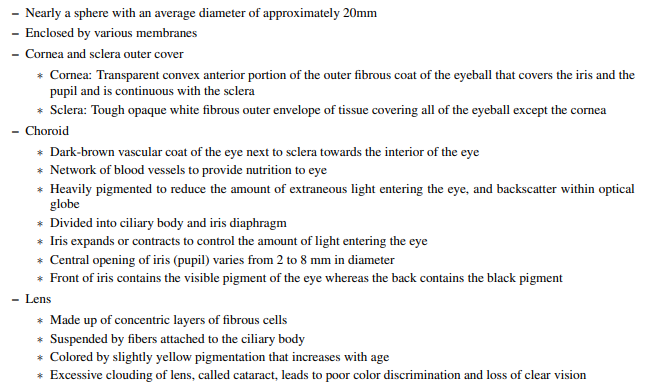 – Nearly a sphere with an average diameter of approximately 20mm
– Enclosed by various membranes
– Cornea and sclera outer cover
∗ Cornea: Transparent convex anterior portion of the outer fibrous coat of the eyeball that covers the iris and the
pupil and is continuous with the sclera
∗ Sclera: Tough opaque white fibrous outer envelope of tissue covering all of the eyeball except the cornea
– Choroid
∗ Dark-brown vascular coat of the eye next to sclera towards the interior of the eye
∗ Network of blood vessels to provide nutrition to eye
∗ Heavily pigmented to reduce the amount of extraneous light entering the eye, and backscatter within optical
globe
∗ Divided into ciliary body and iris diaphragm
∗ Iris expands or contracts to control the amount of light entering the eye
∗ Central opening of iris (pupil) varies from 2 to 8 mm in diameter
∗ Front of iris contains the visible pigment of the eye whereas the back contains the black pigment
– Lens
∗ Made up of concentric layers of fibrous cells
∗ Suspended by fibers attached to the ciliary body
∗ Colored by slightly yellow pigmentation that increases with age
∗ Excessive clouding of lens, called cataract, leads to poor color discrimination and loss of clear vision